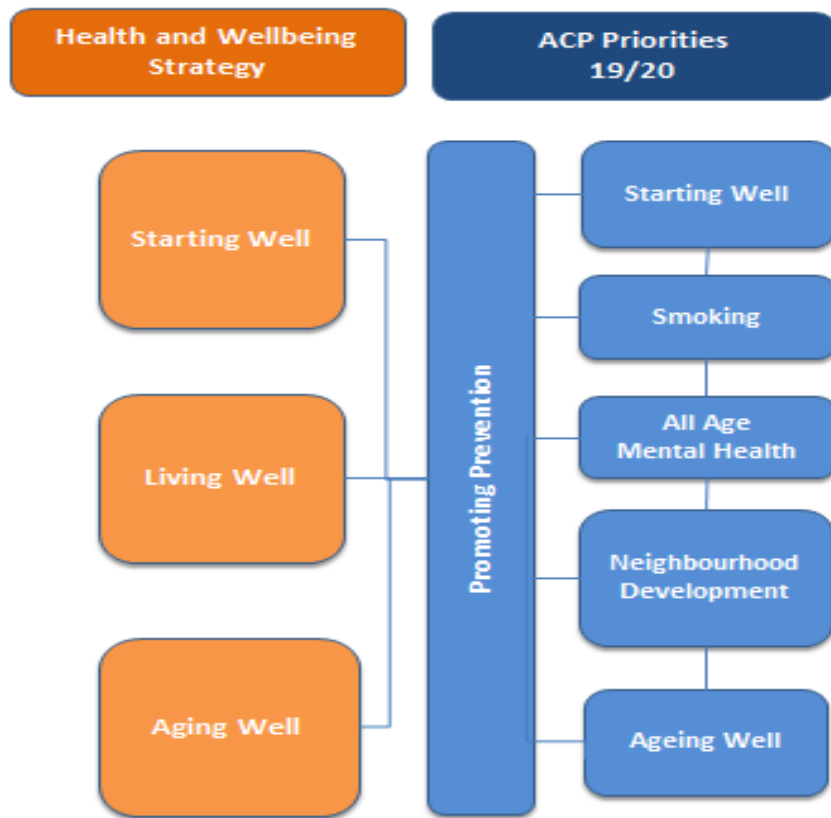 Health and Wellbeing
Strategy
ACP Priorities
19/20
Starting Well
Living Well
Aging Well
Promoting Prevention
Starting Well
Smoking
All Age
Mental Health
Neighbourhood
Development
Ageing Well